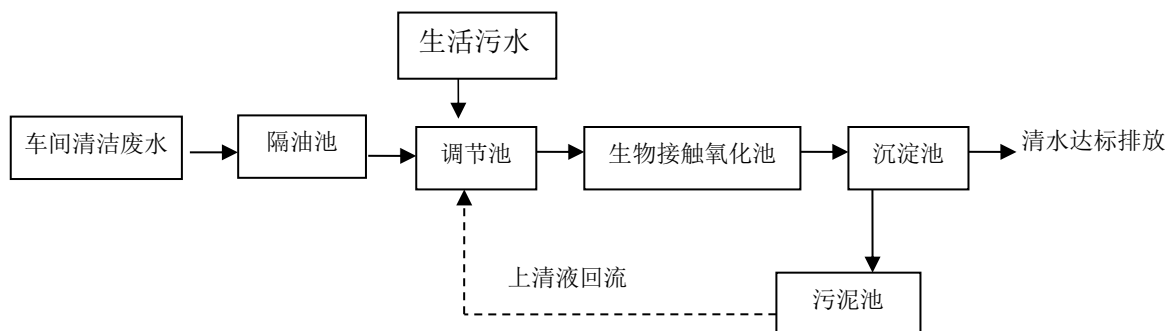 生活污水
车间清洁废水
隔油池
调节池
生物接触氧化池
沉淀池
清水达标排放
上清液回流
污泥池